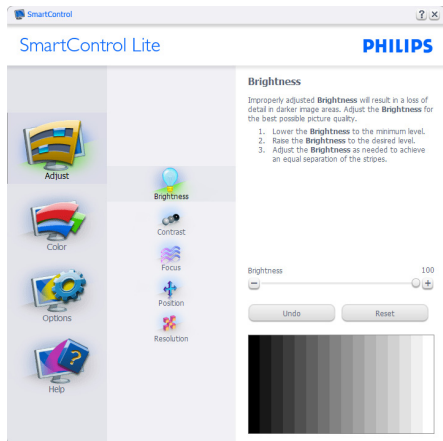 SmartControl
SmartControl Lite
PHILIPS
Adjust
Color
Options
Help
Brightness
Contrast
Focus
Position
Resolution
Brightness
Improperly adjusted Brightness will result in a loss of
detail in darker image areas. Adjust the Brightness for
the best possible picture quality.
1. Lower the Brightness to the minimum level.
2. Raise the Brightness to the desired level.
3. Adjust the Brightness as needed to achieve
an equal separation of the stripes.
Brightness 100
Undo Reset